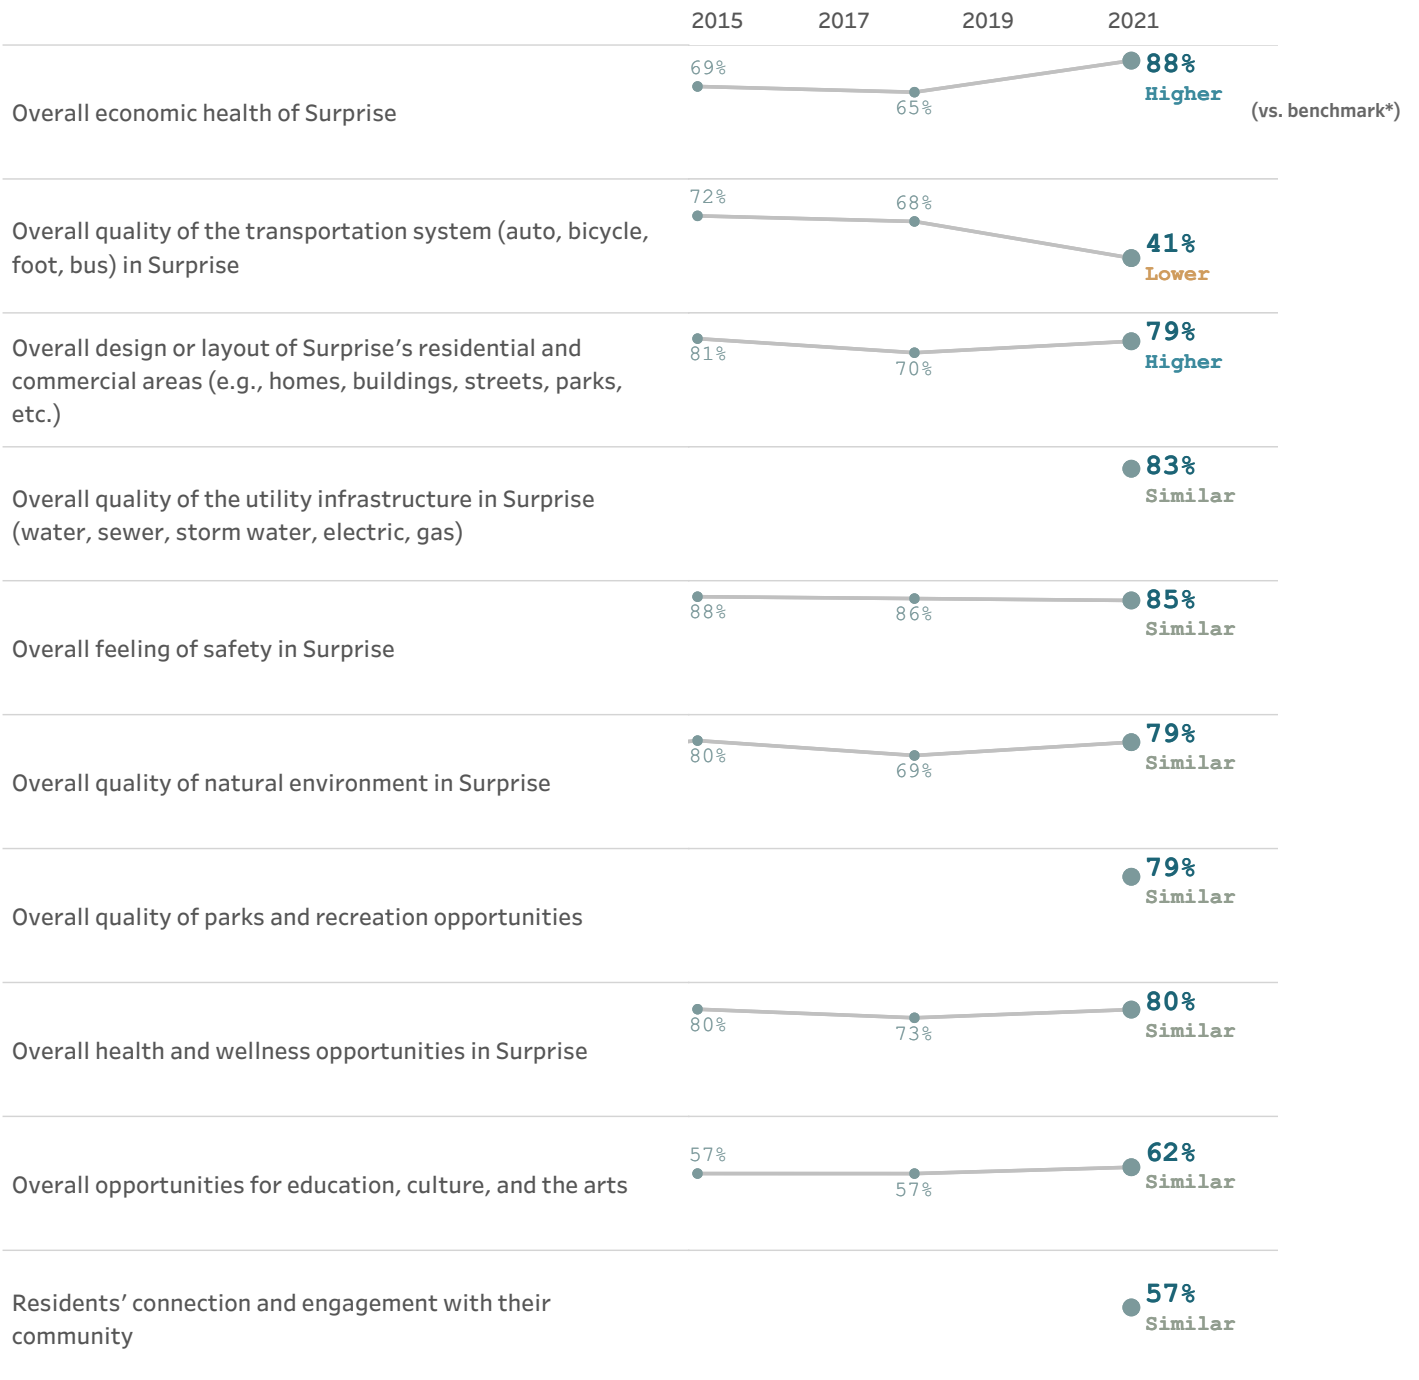 2015 2017 2019 2021
69%
88%
Higher
65%
(vs. benchmark*)
Overall economic health of Surprise
72%
68%
Overall quality of the transportation system (auto, bicycle,
foot, bus) in Surprise
41%
Lower
79%
Higher
81%
70%
Overall design or layout of Surprise’s residential and
commercial areas (e.g., homes, buildings, streets, parks,
etc.)
83%
Similar
Overall quality of the utility infrastructure in Surprise
(water, sewer, storm water, electric, gas)
85%
88%
86%
Similar
Overall feeling of safety in Surprise
79%
80%
69%
Similar
Overall quality of natural environment in Surprise
79%
Similar
Overall quality of parks and recreation opportunities
80%
80%
73%
Similar
Overall health and wellness opportunities in Surprise
57%
62%
57%
Similar
Overall opportunities for education, culture, and the arts
57%
Similar
Residents’ connection and engagement with their
community